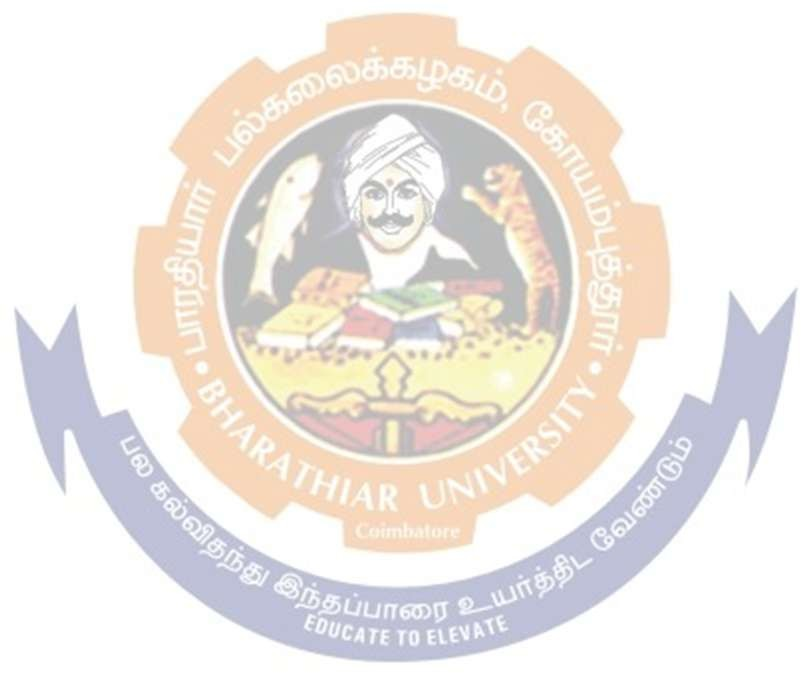 பாரதியார் பல்கலைக்கழகம், கோயம்புத்தூர்
BHARATHIAR UNIVERSITY
Coimbatore
பல கல்விதந்து இந்தப்பாரை உயர்த்திட வேண்டும்
EDUCATE TO ELEVATE